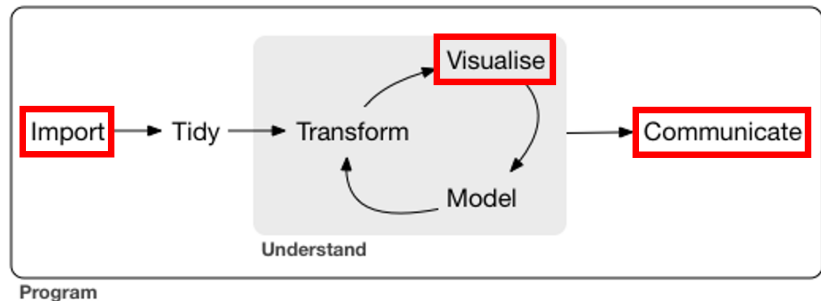 Visualise
Import
Tidy
Transform
Communicate
Model
Understand
Program